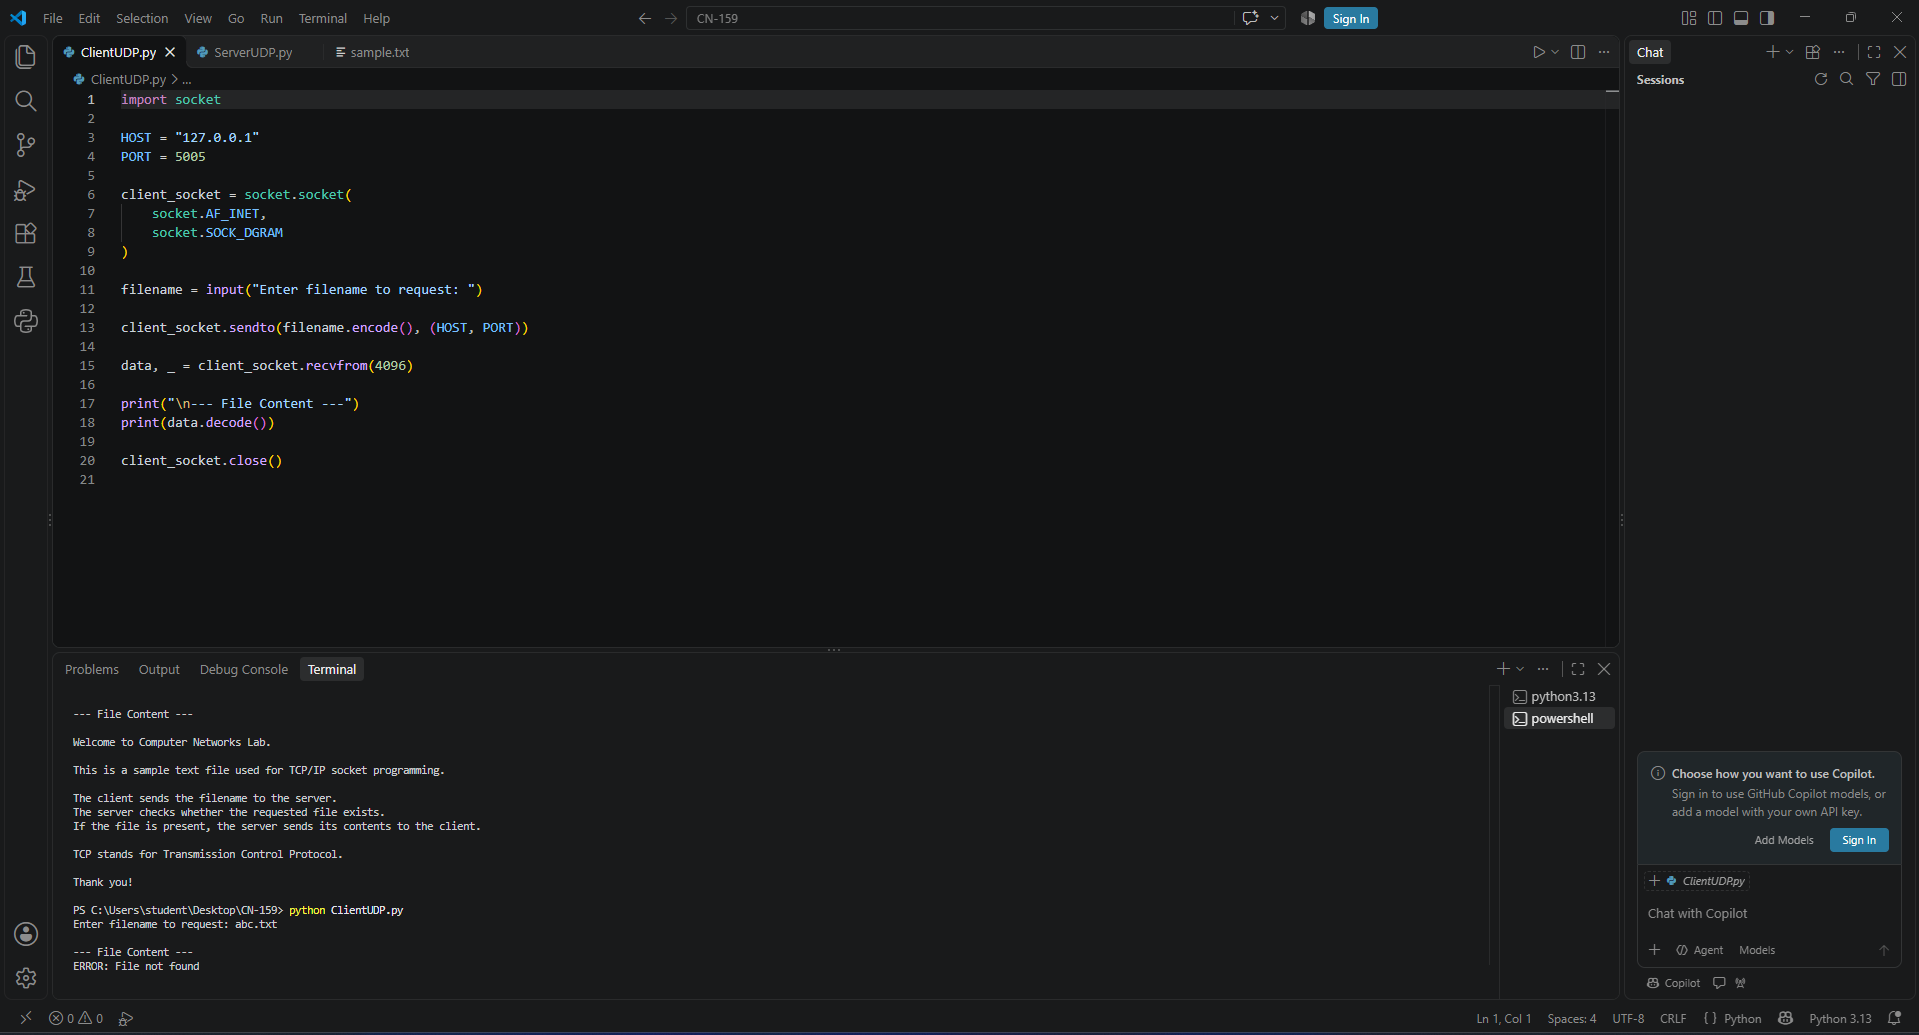 File Edit Selection View Go Run Terminal Help
CN-159
Sign In
ClientUDP.py
ServerUDP.py
sample.txt
ClientUDP.py > ...
1 import socket
2
3 HOST = "127.0.0.1"
4 PORT = 5005
5
6 client_socket = socket.socket(
7 socket.AF_INET,
8 socket.SOCK_DGRAM
9 )
10
11 filename = input("Enter filename to request: ")
12
13 client_socket.sendto(filename.encode(), (HOST, PORT))
14
15 data, _ = client_socket.recvfrom(4096)
16
17 print("\n--- File Content ---")
18 print(data.decode())
19
20 client_socket.close()
21
Problems Output Debug Console Terminal
--- File Content ---
Welcome to Computer Networks Lab.
This is a sample text file used for TCP/IP socket programming.
The client sends the filename to the server.
The server checks whether the requested file exists.
If the file is present, the server sends its contents to the client.
TCP stands for Transmission Control Protocol.
Thank you!
PS C:\Users\student\Desktop\CN-159> python ClientUDP.py
Enter filename to request: abc.txt
--- File Content ---
ERROR: File not found
python3.13
powershell
Chat
Sessions
Choose how you want to use Copilot.
Sign in to use GitHub Copilot models, or
add a model with your own API key.
Add Models Sign In
ClientUDP.py
Chat with Copilot
Agent Models
Copilot
0 0
Ln 1, Col 1 Spaces: 4 UTF-8 CRLF { } Python Python 3.13